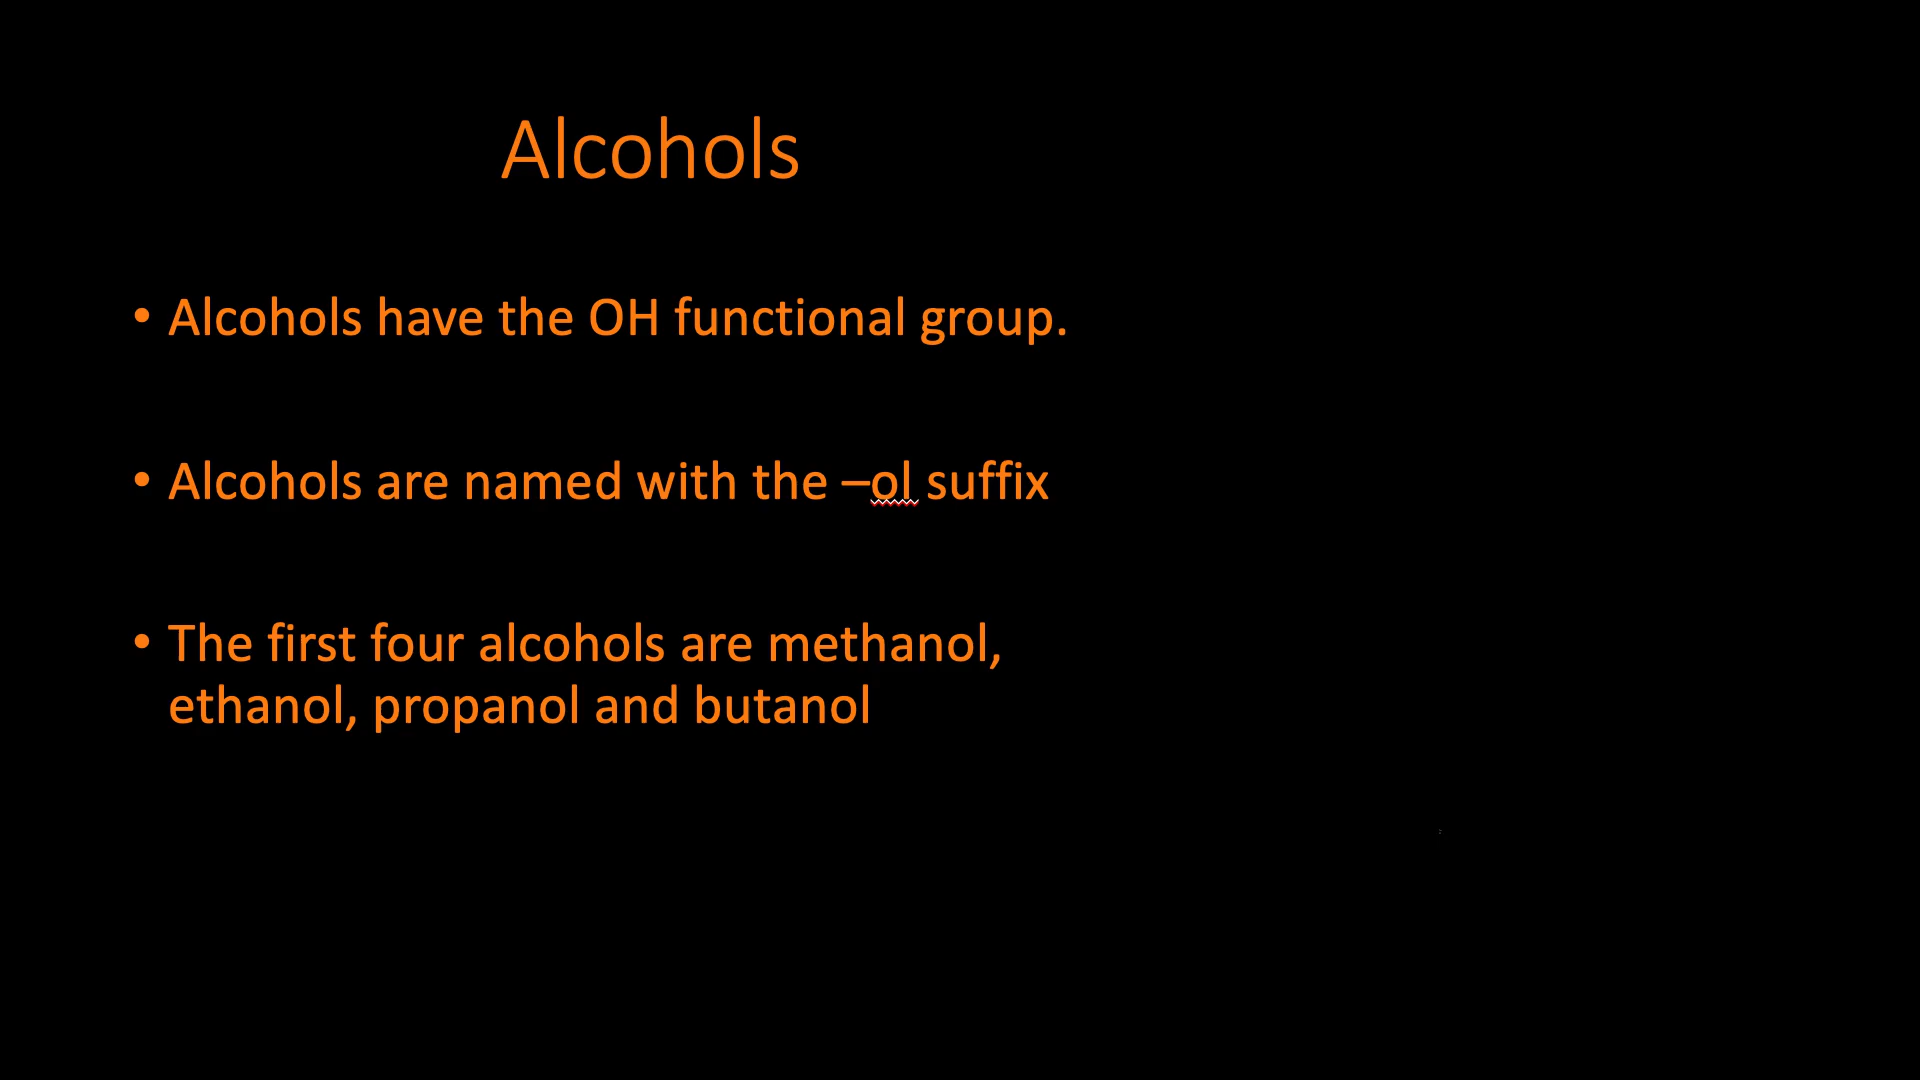 Alcohols
• Alcohols have the OH functional group.
• Alcohols are named with the –ol suffix
• The first four alcohols are methanol,
ethanol, propanol and butanol